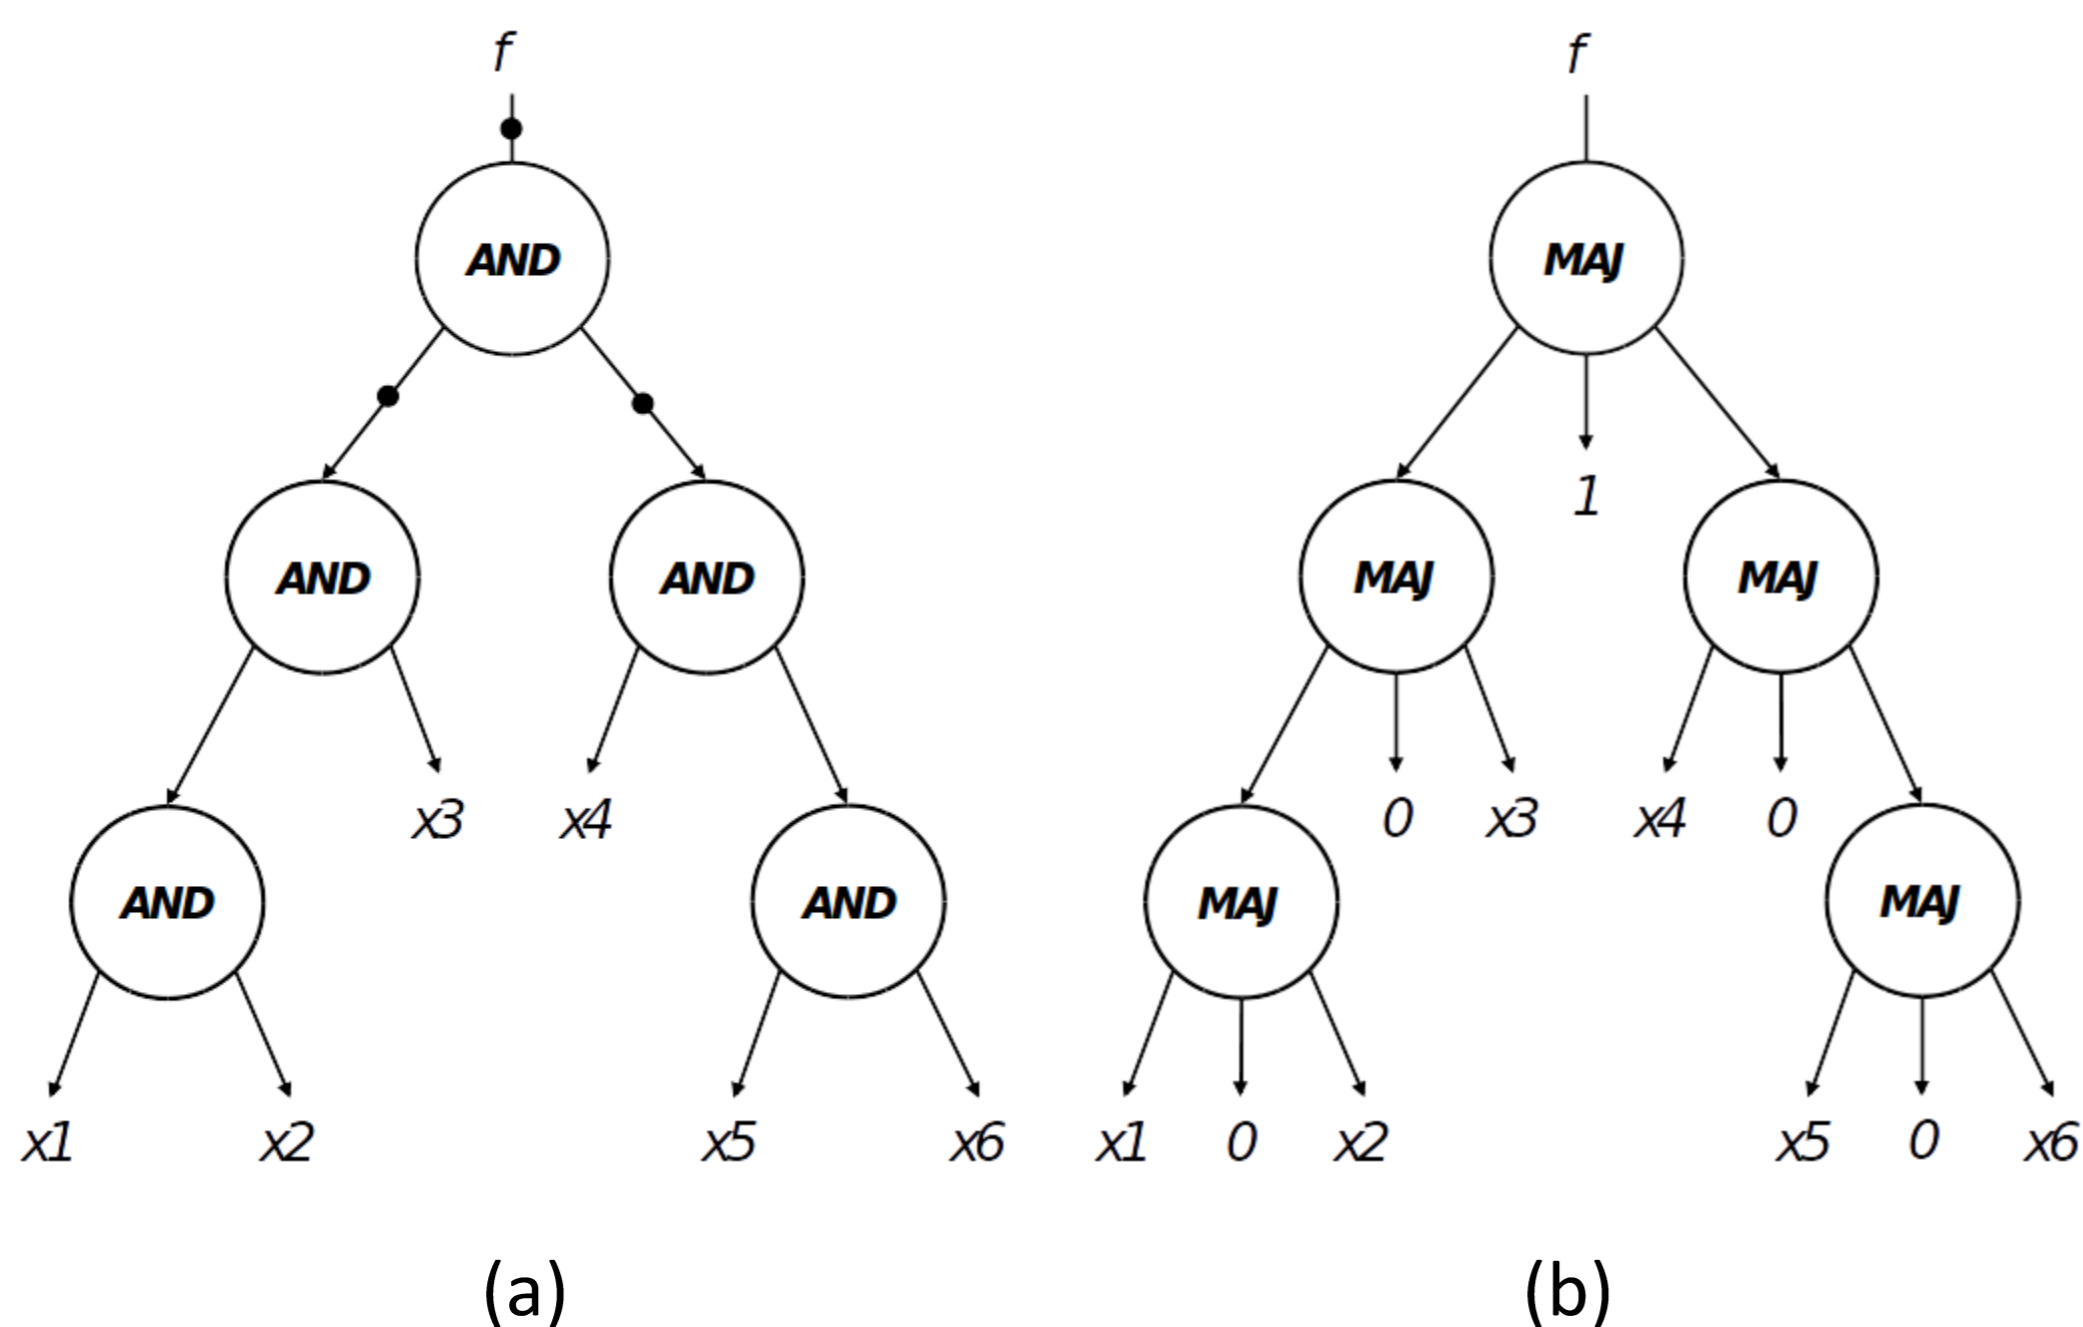 f
AND
AND AND
x3 x4
AND AND
x1 x2 x5 x6
(a)
f
MAJ
1
MAJ MAJ
0 x3 x4 0
MAJ MAJ
x1 0 x2 x5 0 x6
(b)